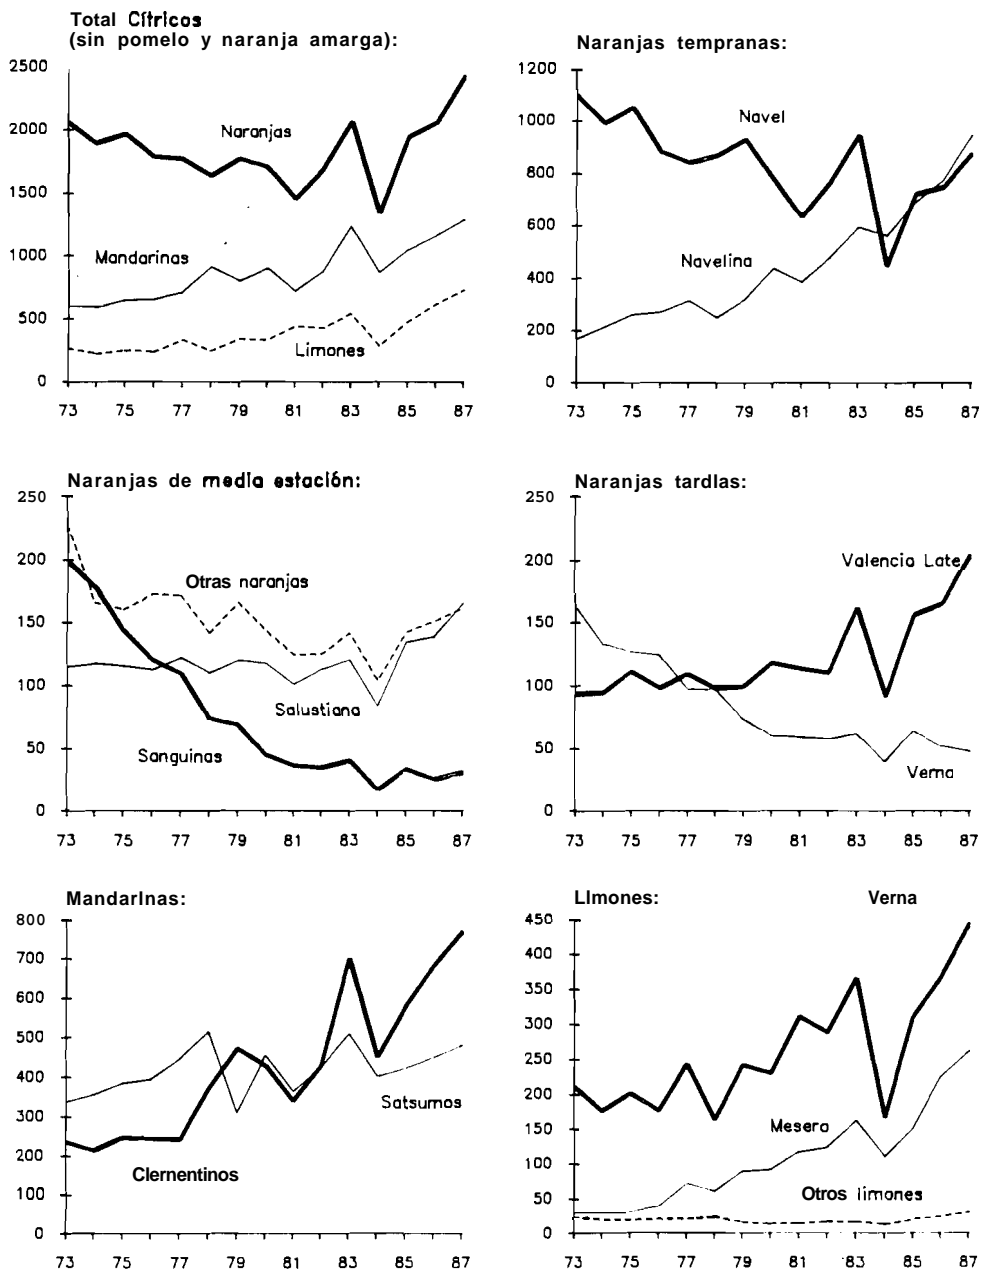 Total Cítricos
(sin pomelo y naranja amarga):
2500
2000
1500
1000
500
0
Naranjas
Mandarinas
Limones
73 75 77 79 81 83 85 87
Naranjas tempranas:
1200
1000
800
600
400
200
0
Navel
Navelina
73 75 77 79 81 83 85 87
Naranjas de media estación:
250
200
150
100
50
0
Otras naranjas
Salustiana
Sanguinas
73 75 77 79 81 83 85 87
Naranjas tardlas:
250
200
150
100
50
0
Valencia Late
Verna
73 75 77 79 81 83 85 87
MandarInas:
800
700
600
500
400
300
200
100
0
Satsumas
Clernentinos
73 75 77 79 81 83 85 87
LImones:
Verna
450
400
350
300
250
200
150
100
50
0
Mesero
Otros limones
73 75 77 79 81 83 85 87